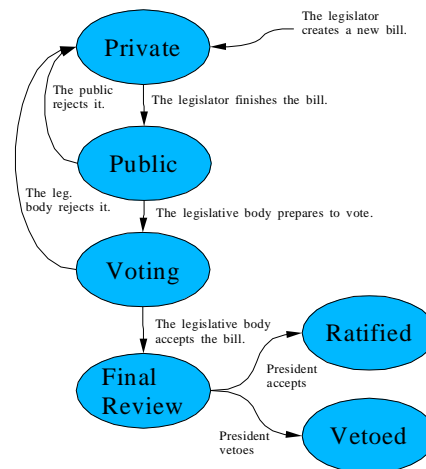 The legislator
creates a new bill.
Private
The public
rejects it.
The legislator finishes the bill.
Public
The leg.
body rejects it.
The legislative body prepares to vote.
Voting
The legislative body
accepts the bill.
Ratified
Final
Review
President
accepts
President
vetoes
Vetoed